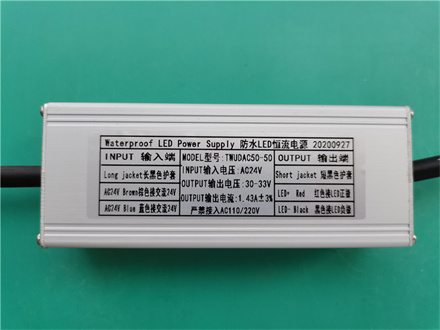 Waterproof LED Power Supply 防水LED恒流电源 20200927
INPUT 输入端 MODEL型号:TWUDAC50-50 OUTPUT 输出端
Long jacket长黑色护套 INPUT输入电压:AC24V Short jacket 短黑色护套
AC24V Brown棕色接交流24V OUTPUT输出电压:30-33V LED+ Red 红色接LED正极
AC24V Blue 蓝色接交流24V OUTPUT输出电流:1.43A±3% LED- Black黑色接LED负极
严禁接入AC110/220V